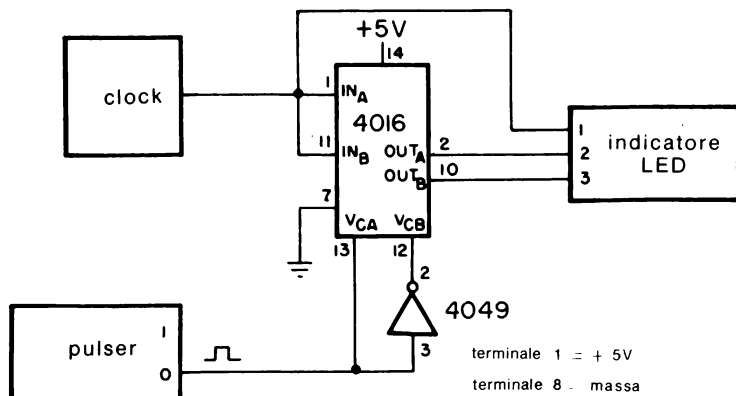 +5V
14
clock
1
IN_A
4016
11
IN_B
OUT_A
2
OUT_B
10
7
V_CA
V_CB
13
12
1
2
3
indicatore
LED
2
4049
3
pulser
1
0
terminale 1 = + 5V
terminale 8 - massa